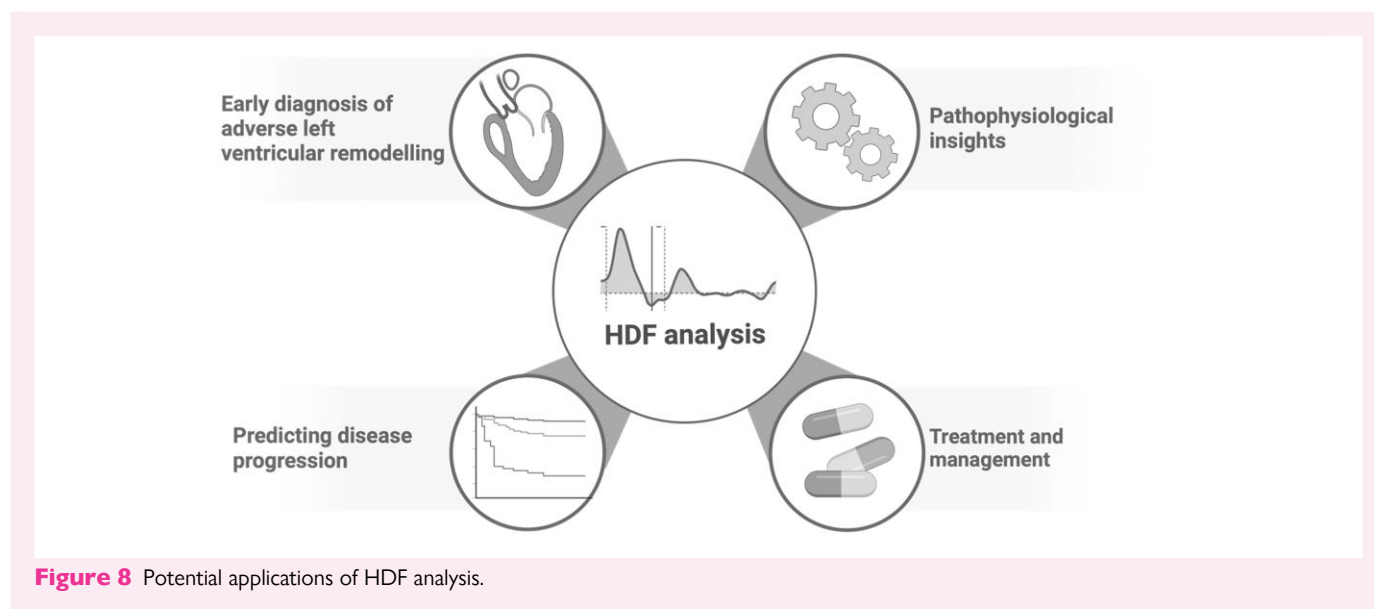 Early diagnosis of
adverse left
ventricular remodelling
Pathophysiological
insights
HDF analysis
Predicting disease
progression
Treatment and
management
Figure 8 Potential applications of HDF analysis.